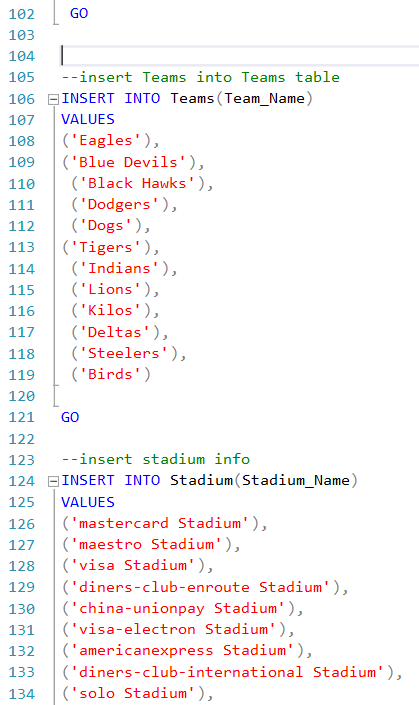 102 GO
103
104
105 --insert Teams into Teams table
106 INSERT INTO Teams(Team_Name)
107 VALUES
108 ('Eagles'),
109 ('Blue Devils'),
110 ('Black Hawks'),
111 ('Dodgers'),
112 ('Dogs'),
113 ('Tigers'),
114 ('Indians'),
115 ('Lions'),
116 ('Kilos'),
117 ('Deltas'),
118 ('Steelers'),
119 ('Birds')
120
121 GO
122
123 --insert stadium info
124 INSERT INTO Stadium(Stadium_Name)
125 VALUES
126 ('mastercard Stadium'),
127 ('maestro Stadium'),
128 ('visa Stadium'),
129 ('diners-club-enroute Stadium'),
130 ('china-unionpay Stadium'),
131 ('visa-electron Stadium'),
132 ('americanexpress Stadium'),
133 ('diners-club-international Stadium'),
134 ('solo Stadium'),